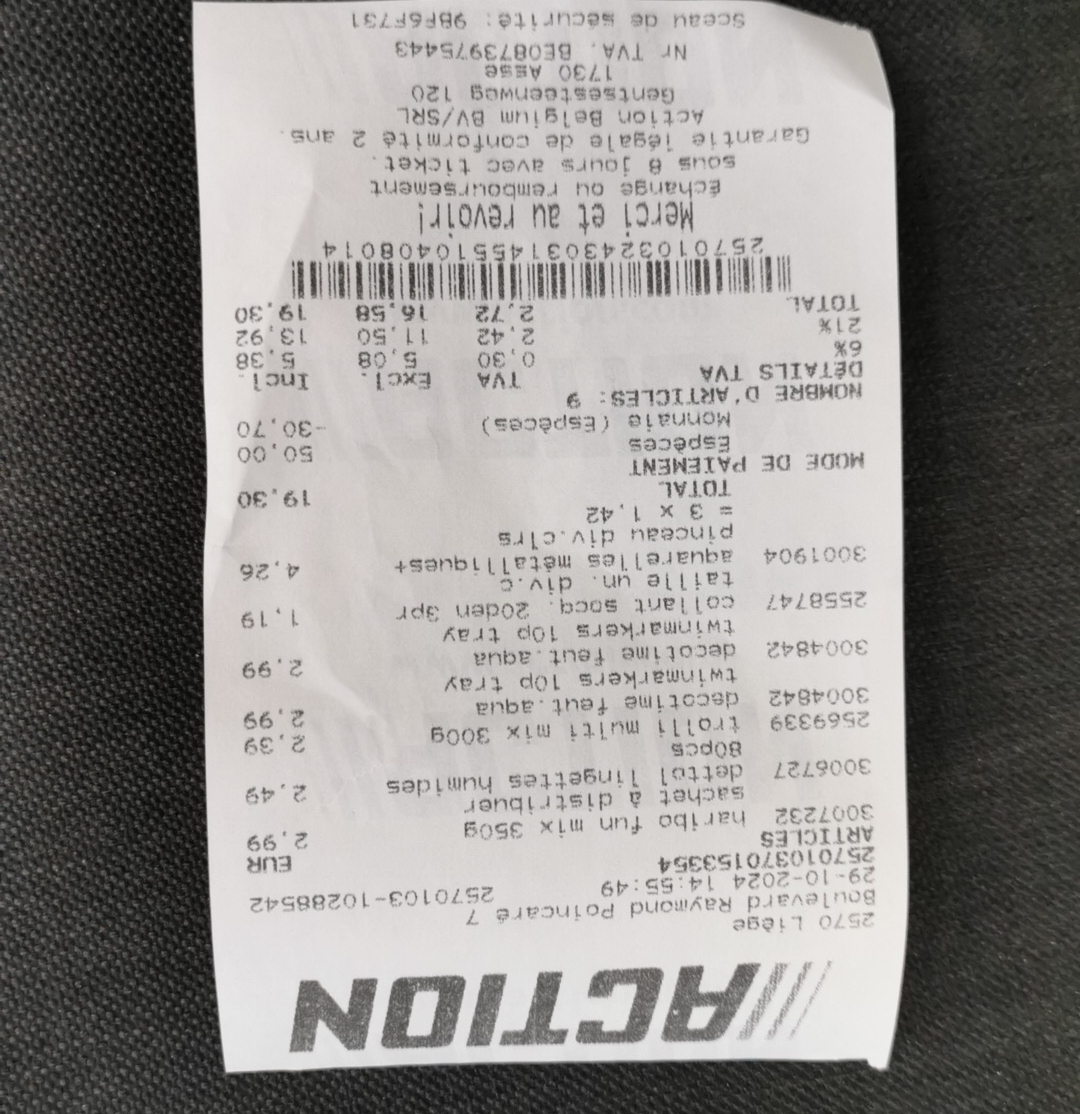 ACTION
2570 Liège
Boulevard Raymond Poincaré 7
29-10-2024 14:55:49 2570103-10288542
257010370153354
ARTICLES EUR
3007232 haribo fun mix 350g 2,99
sachet à distribuer
3006727 dettol lingettes humides 2,49
80pcs
2569339 trolli multi mix 300g 2,39
3004842 decotime feut.aqua 2,99
twinmarkers 10p tray
3004842 decotime feut.aqua 2,99
twinmarkers 10p tray
2558747 collant socq. 20den 3pr 1,19
taille un. div.c
3001904 aquarelles métalliques+ 4,26
pinceau div.clrs
= 3 x 1,42
TOTAL 19,30
MODE DE PAIEMENT
Espèces 50,00
Monnaie (Espèces) -30,70
NOMBRE D'ARTICLES: 9
DÉTAILS TVA TVA Excl. Incl.
6% 0,30 5,08 5,38
21% 2,42 11,50 13,92
TOTAL 2,72 16,58 19,30
2570103243031455104080​14
Merci et au revoir!
Échange ou remboursement
sous 8 jours avec ticket.
Garantie légale de conformité 2 ans.
Action Belgium BV/SRL
Gentsesteenweg 120
1730 Asse
Nr TVA. BE0873975443
Sceau de sécurité: 9BF6F731